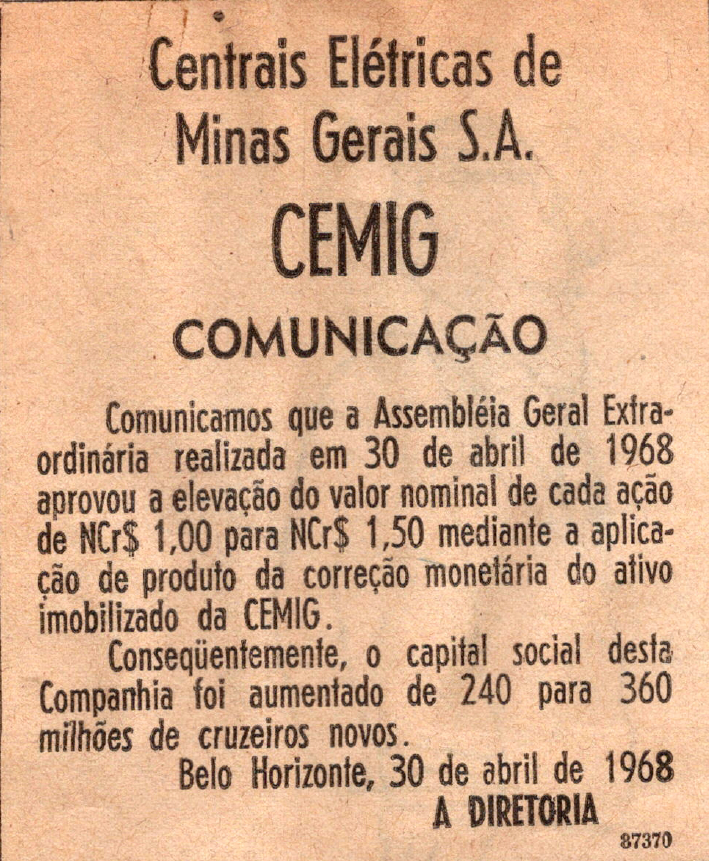 Centrais Elétricas de
Minas Gerais S.A.
CEMIG
COMUNICAÇÃO
Comunicamos que a Assembléia Geral Extra-
ordinária realizada em 30 de abril de 1968
aprovou a elevação do valor nominal de cada ação
de NCr$ 1,00 para NCr$ 1,50 mediante a aplica-
ção de produto da correção monetária do ativo
imobilizado da CEMIG.
Conseqüentemente, o capital social desta
Companhia foi aumentado de 240 para 360
milhões de cruzeiros novos.
Belo Horizonte, 30 de abril de 1968
A DIRETORIA
87370